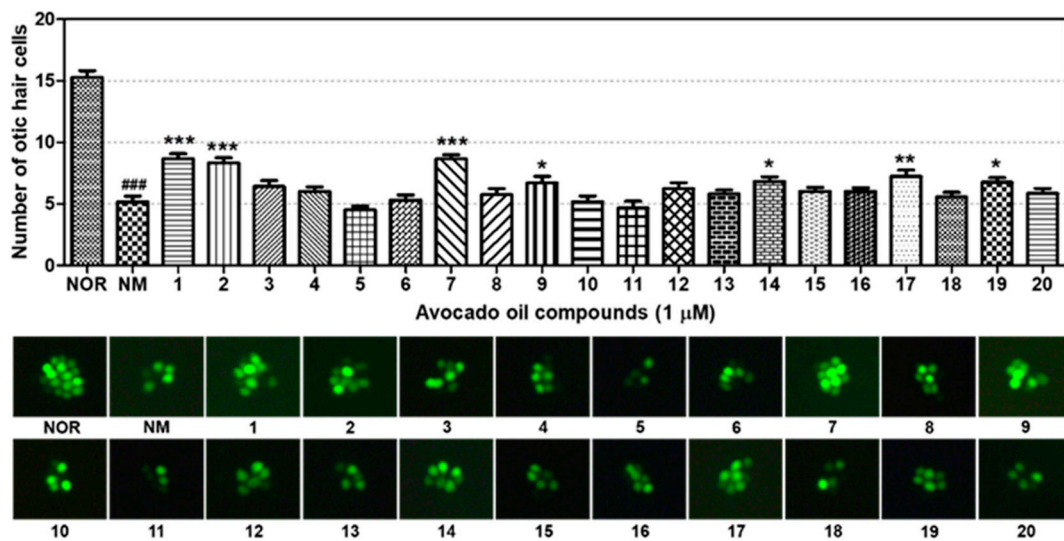 Number of otic hair cells
20
15
10
5
0
###
***
***
***
*
*
**
*
NOR NM 1 2 3 4 5 6 7 8 9 10 11 12 13 14 15 16 17 18 19 20
Avocado oil compounds (1 μM)
NOR NM 1 2 3 4 5 6 7 8 9
10 11 12 13 14 15 16 17 18 19 20